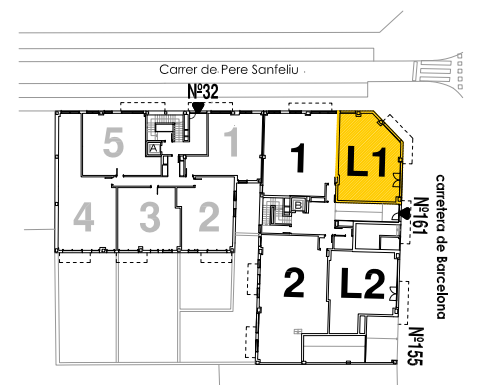 Carrer de Pere Sanfeliu
Nº32
5
1
1
L1
A
4
3
2
B
Nº161
carretera de Barcelona
2
L2
Nº155